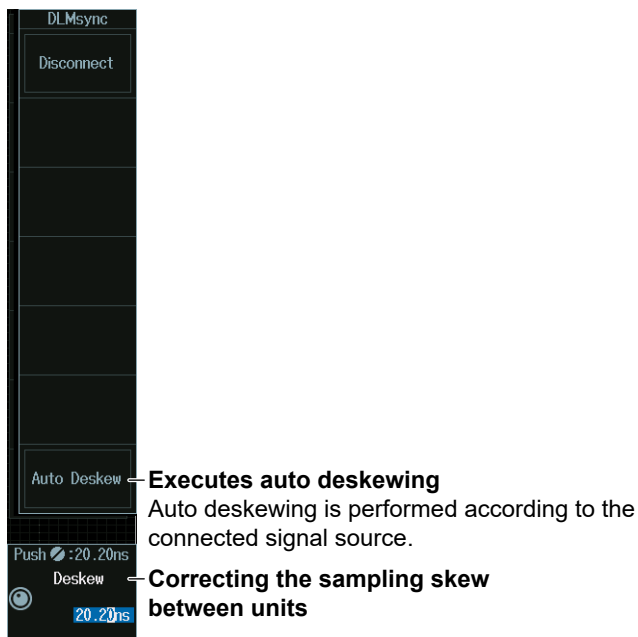 DLMsync
Disconnect
Auto Deskew
Executes auto deskewing
Auto deskewing is performed according to the
connected signal source.
Push :20.20ns
Deskew
Correcting the sampling skew
between units
20.20ns